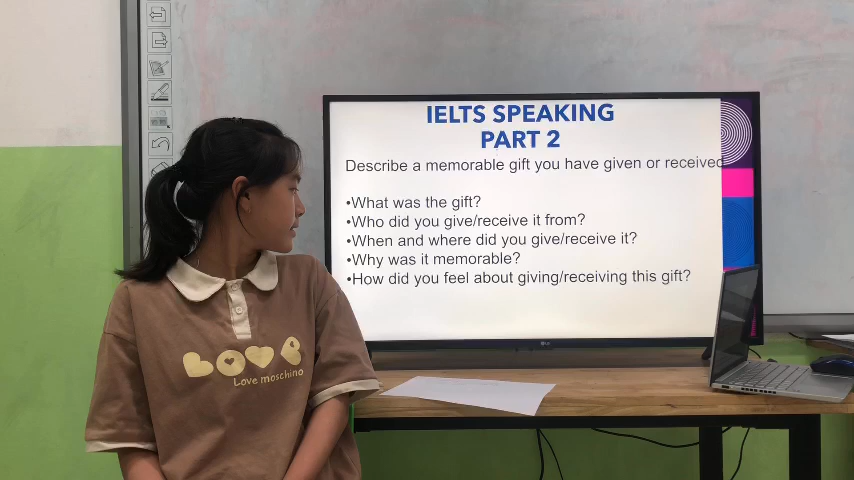 IELTS SPEAKING
PART 2
Describe a memorable gift you have given or received
•What was the gift?
•Who did you give/receive it from?
•When and where did you give/receive it?
•Why was it memorable?
•How did you feel about giving/receiving this gift?
LOVE
Love moschino
LG